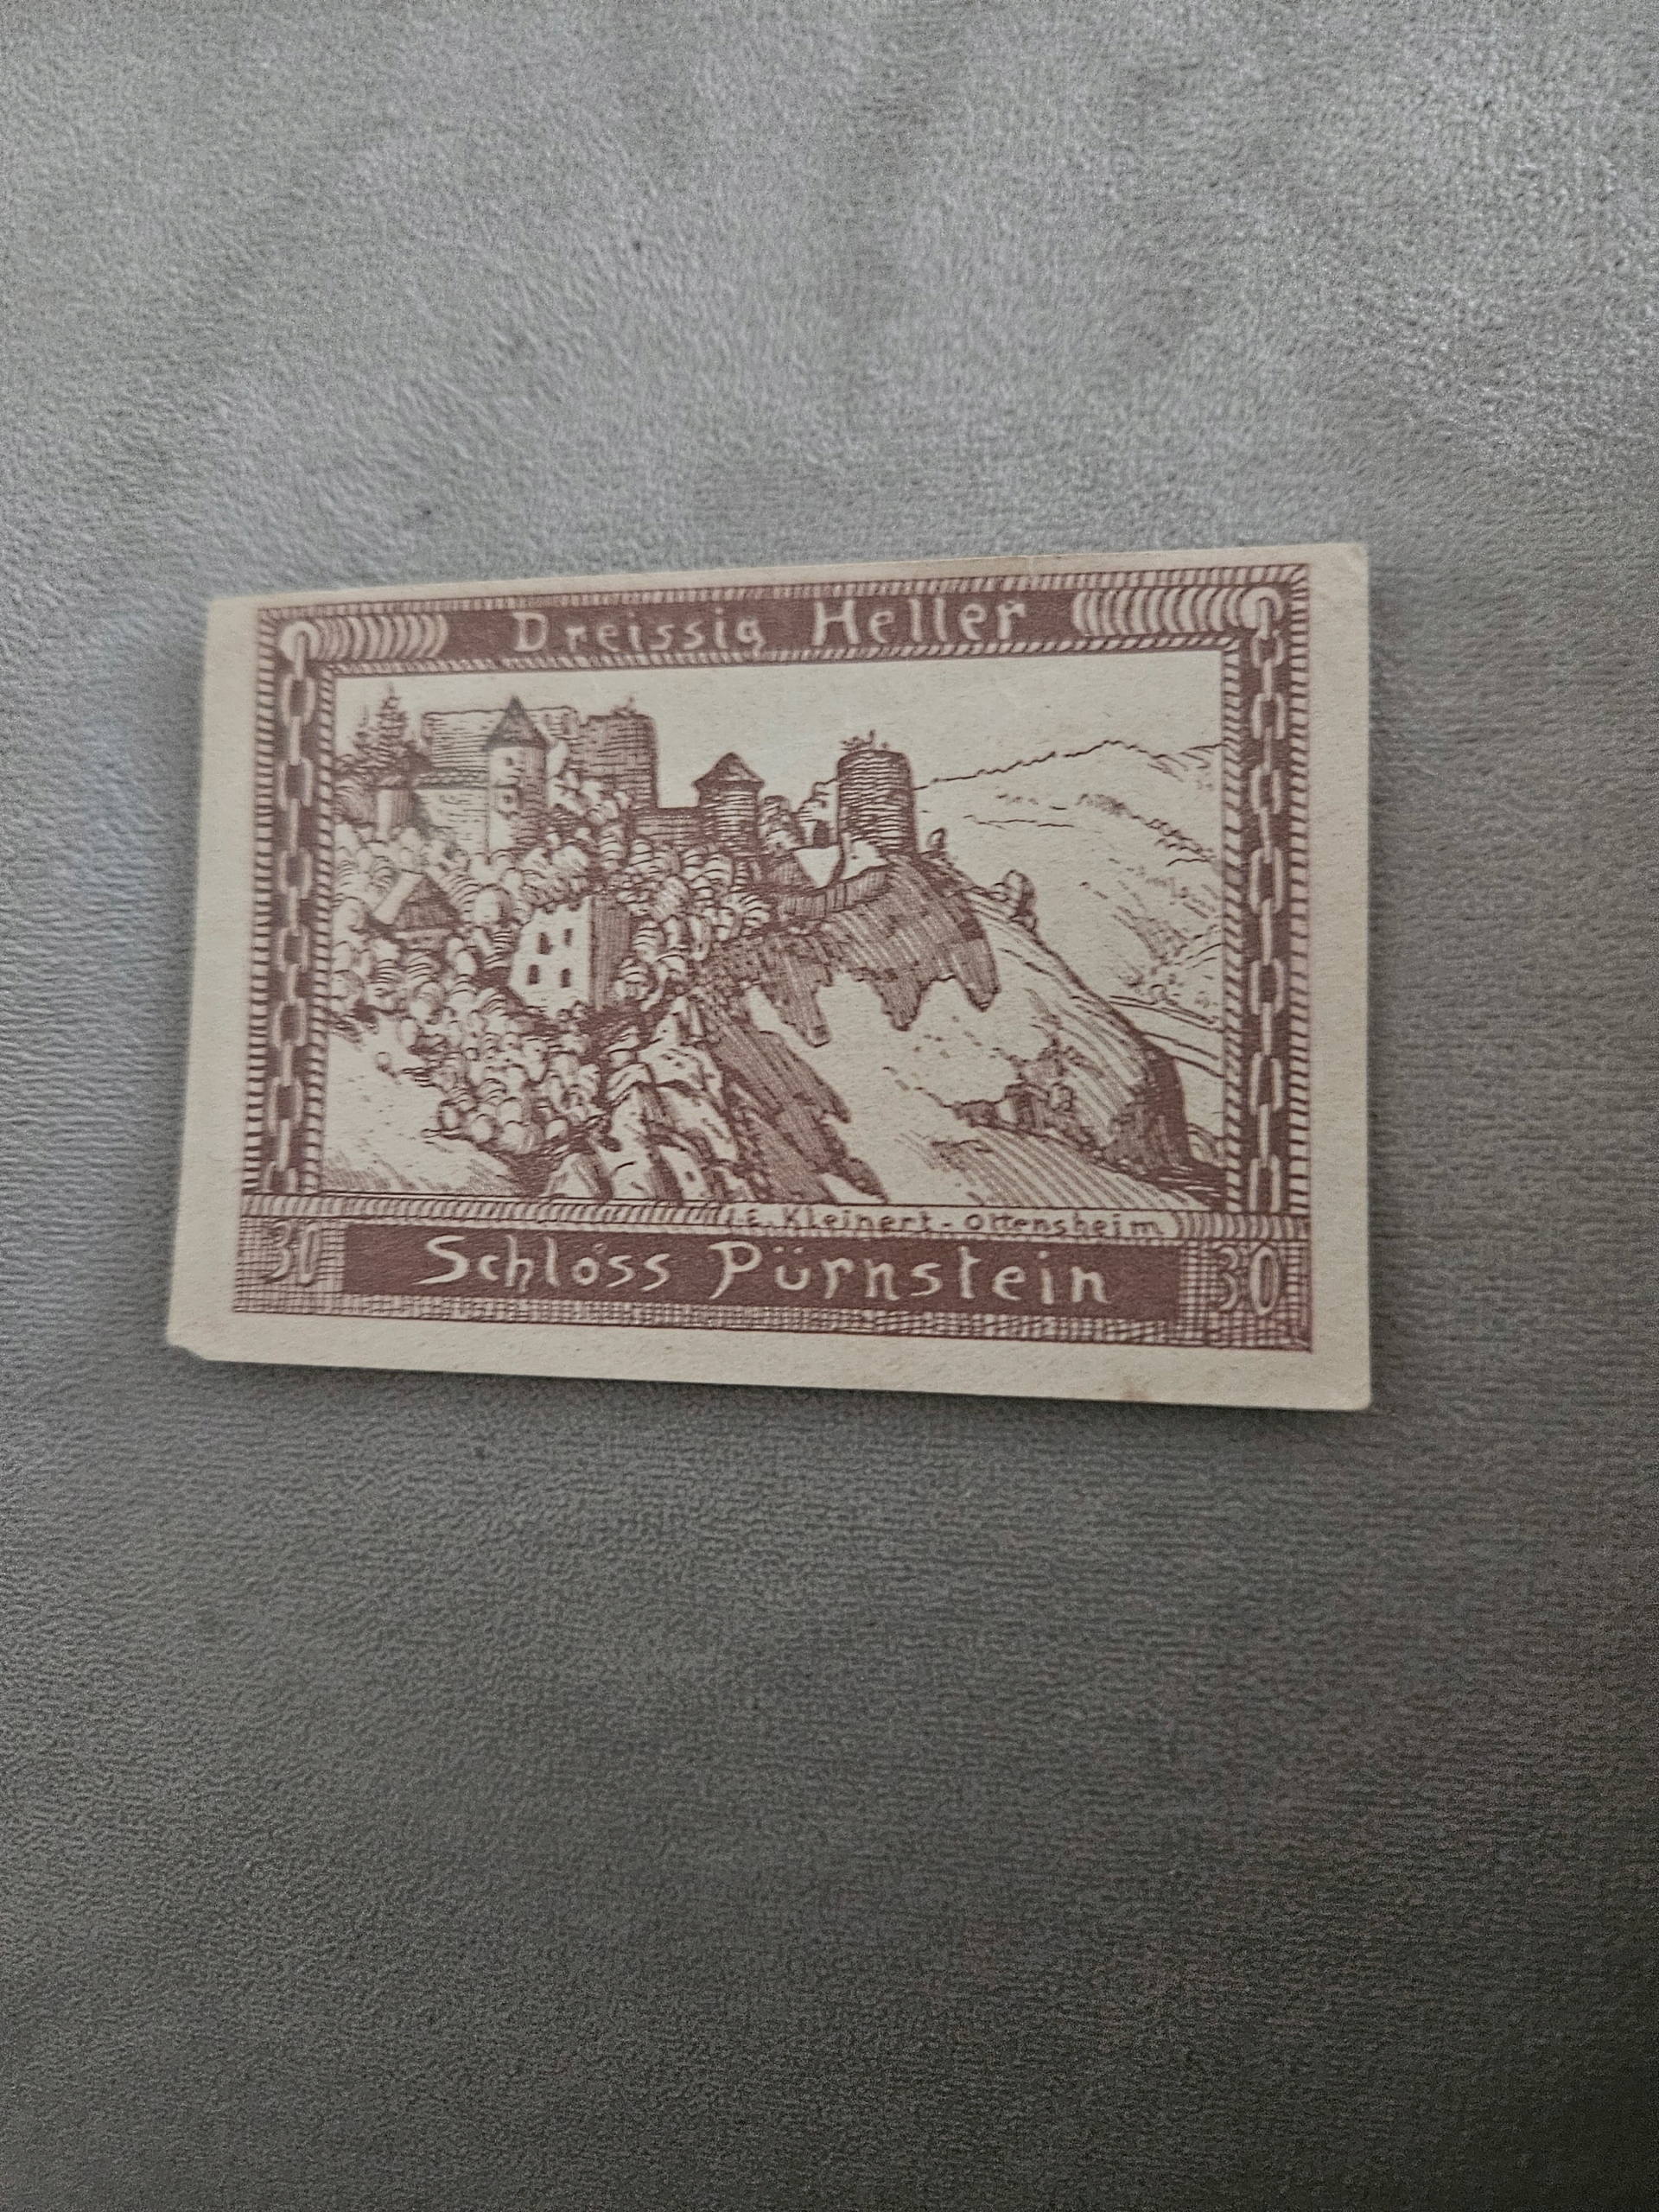 Dreissig Heller
J.E. Kleinert - Ottensheim
30 Schloss Pürnstein 30